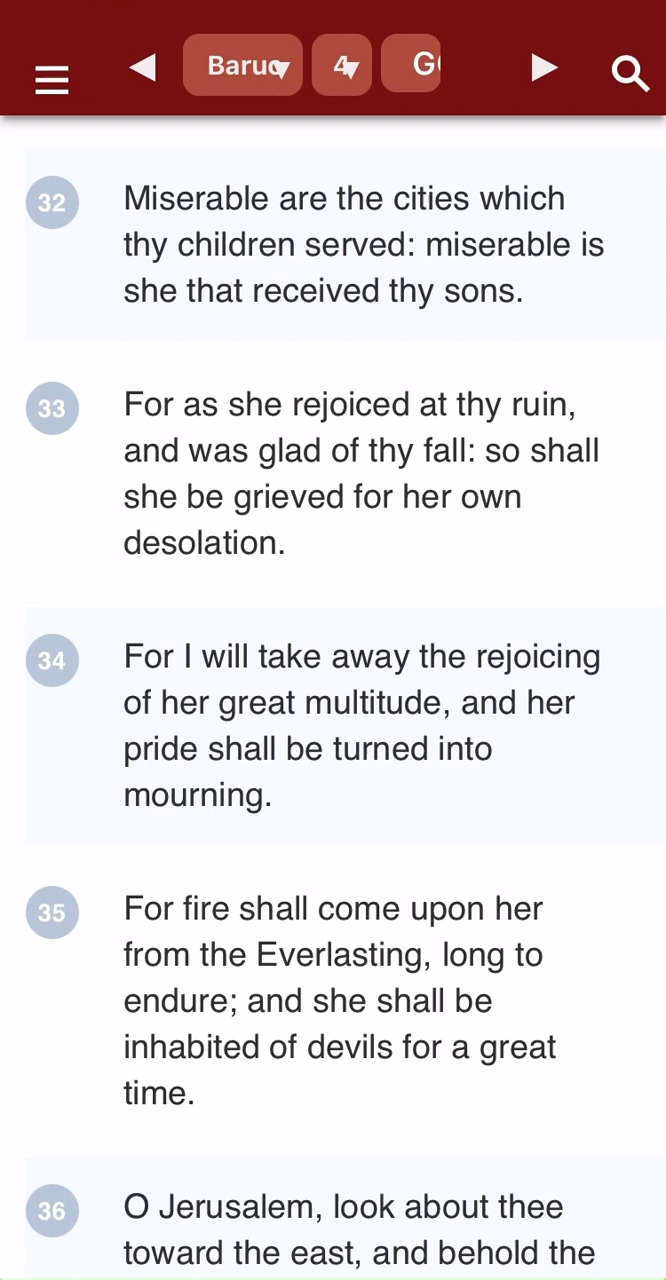 Baruc 4 G
32 Miserable are the cities which
thy children served: miserable is
she that received thy sons.
33 For as she rejoiced at thy ruin,
and was glad of thy fall: so shall
she be grieved for her own
desolation.
34 For I will take away the rejoicing
of her great multitude, and her
pride shall be turned into
mourning.
35 For fire shall come upon her
from the Everlasting, long to
endure; and she shall be
inhabited of devils for a great
time.
36 O Jerusalem, look about thee
toward the east, and behold the